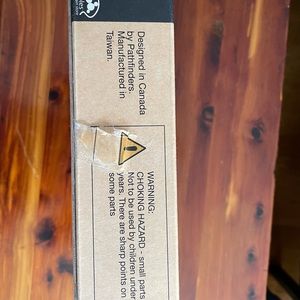 Designed in Canada
by Pathfinders.
Manufactured in
Taiwan.
WARNING:
CHOKING HAZARD - small parts
Not to be used by children under
years. There are sharp points on
some parts